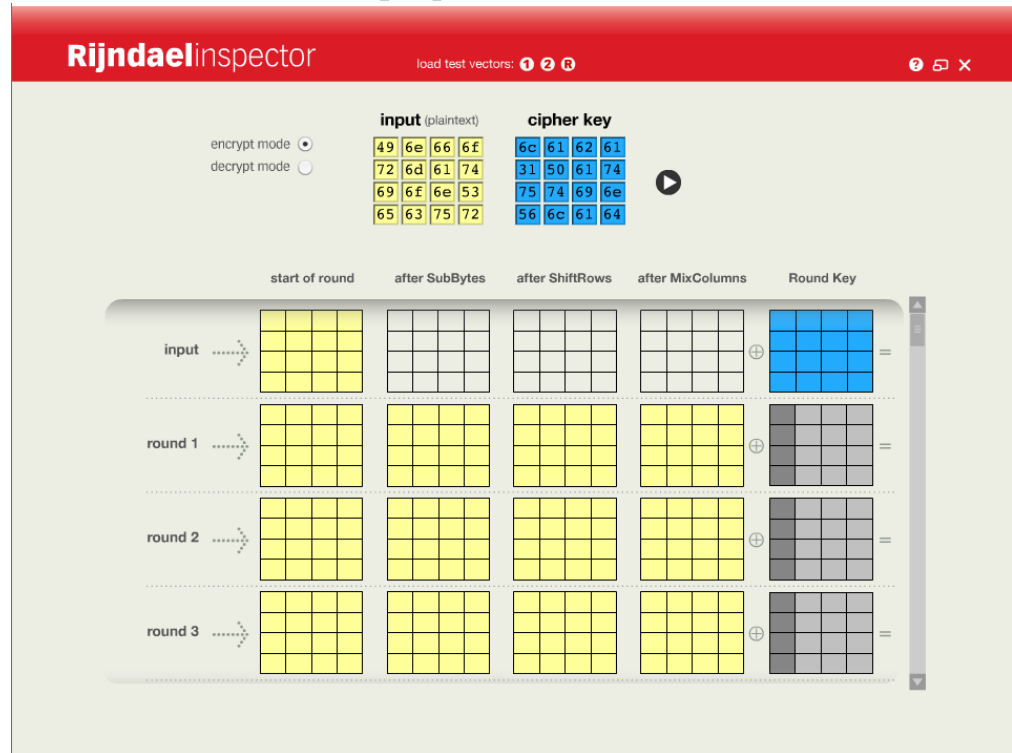 Rijndaelinspector
load test vectors: 1 2 R
? X
input (plaintext) cipher key
encrypt mode
decrypt mode
49 6e 66 6f 6c 61 62 61
72 6d 61 74 31 50 61 74
69 6f 6e 53 75 74 69 6e
65 63 75 72 56 6c 61 64
start of round after SubBytes after ShiftRows after MixColumns Round Key
input ⊕ =
round 1 ⊕ =
round 2 ⊕ =
round 3 ⊕ =